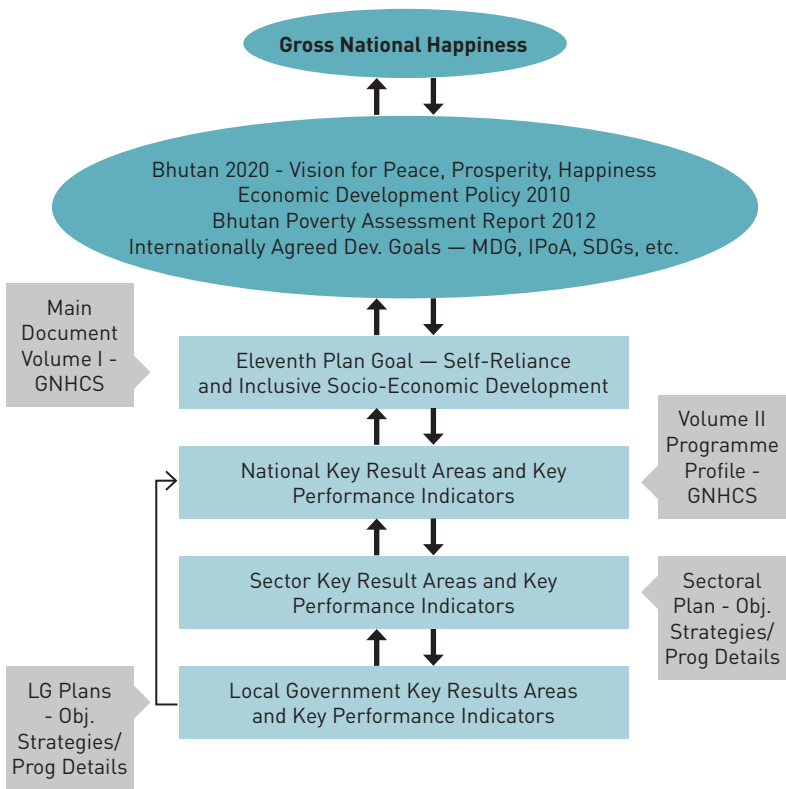 Gross National Happiness
Bhutan 2020 - Vision for Peace, Prosperity, Happiness
Economic Development Policy 2010
Bhutan Poverty Assessment Report 2012
Internationally Agreed Dev. Goals — MDG, IPoA, SDGs, etc.
Main
Document
Volume I -
GNHCS
Eleventh Plan Goal — Self-Reliance
and Inclusive Socio-Economic Development
Volume II
Programme
Profile -
GNHCS
National Key Result Areas and Key
Performance Indicators
Sector Key Result Areas and Key
Performance Indicators
Sectoral
Plan - Obj.
Strategies/
Prog Details
LG Plans
- Obj.
Strategies/
Prog Details
Local Government Key Results Areas
and Key Performance Indicators